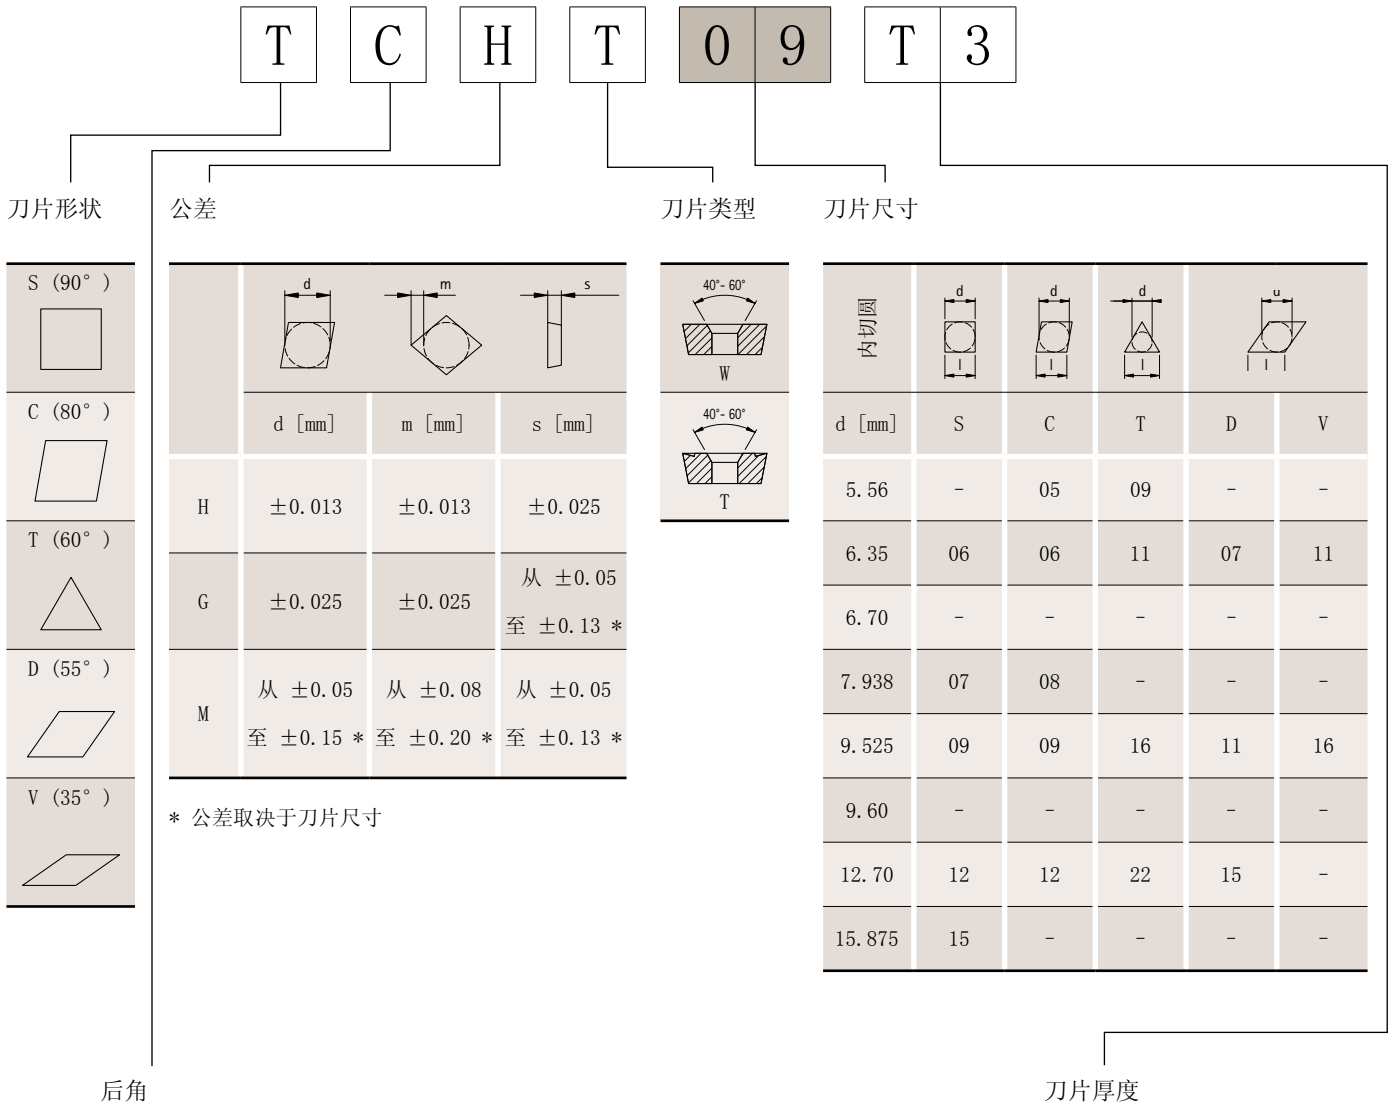 T C H T 0 9 T 3
刀片形状
公差
刀片类型
刀片尺寸
S (90° )
C (80° )
T (60° )
D (55° )
V (35° )
d m s
d [mm] m [mm] s [mm]
H ±0.013 ±0.013 ±0.025
G ±0.025 ±0.025 从 ±0.05
至 ±0.13 *
M 从 ±0.05 从 ±0.08 从 ±0.05
至 ±0.15 * 至 ±0.20 * 至 ±0.13 *
* 公差取决于刀片尺寸
40°- 60°
W
40°- 60°
T
内切圆
d d d u
l l l l
d [mm] S C T D V
5.56 - 05 09 - -
6.35 06 06 11 07 11
6.70 - - - - -
7.938 07 08 - - -
9.525 09 09 16 11 16
9.60 - - - - -
12.70 12 12 22 15 -
15.875 15 - - - -
后角
刀片厚度